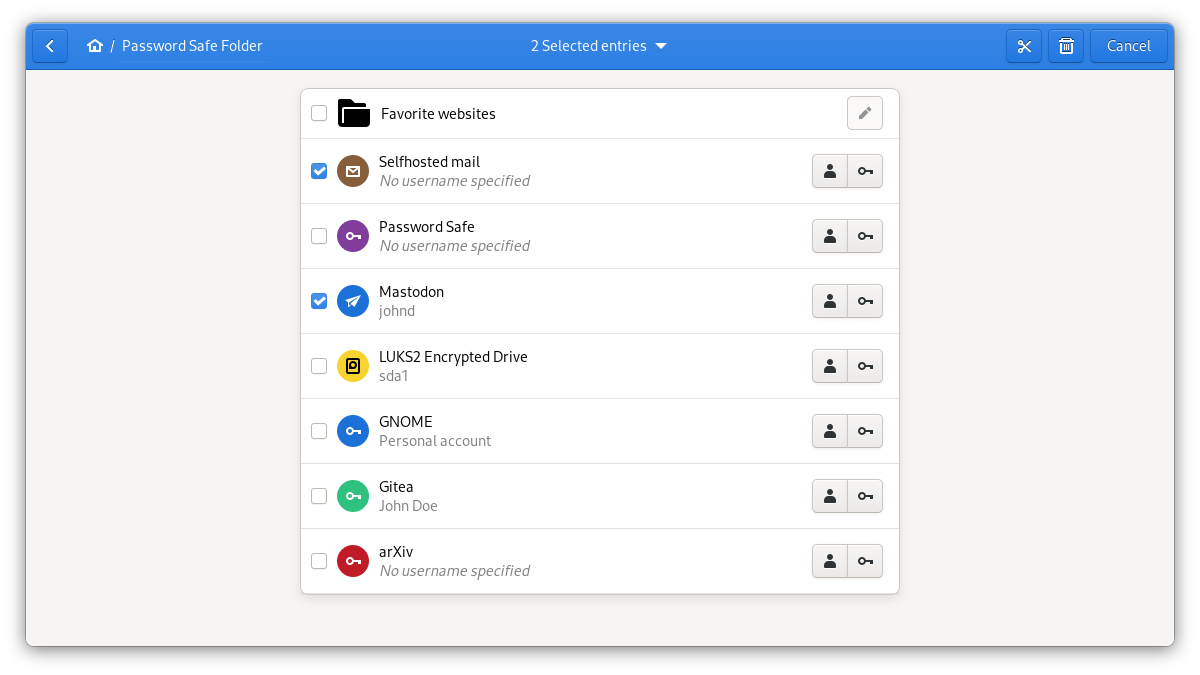 / Password Safe Folder
2 Selected entries
Cancel
Favorite websites
Selfhosted mail
No username specified
Password Safe
No username specified
Mastodon
johnd
LUKS2 Encrypted Drive
sda1
GNOME
Personal account
Gitea
John Doe
arXiv
No username specified